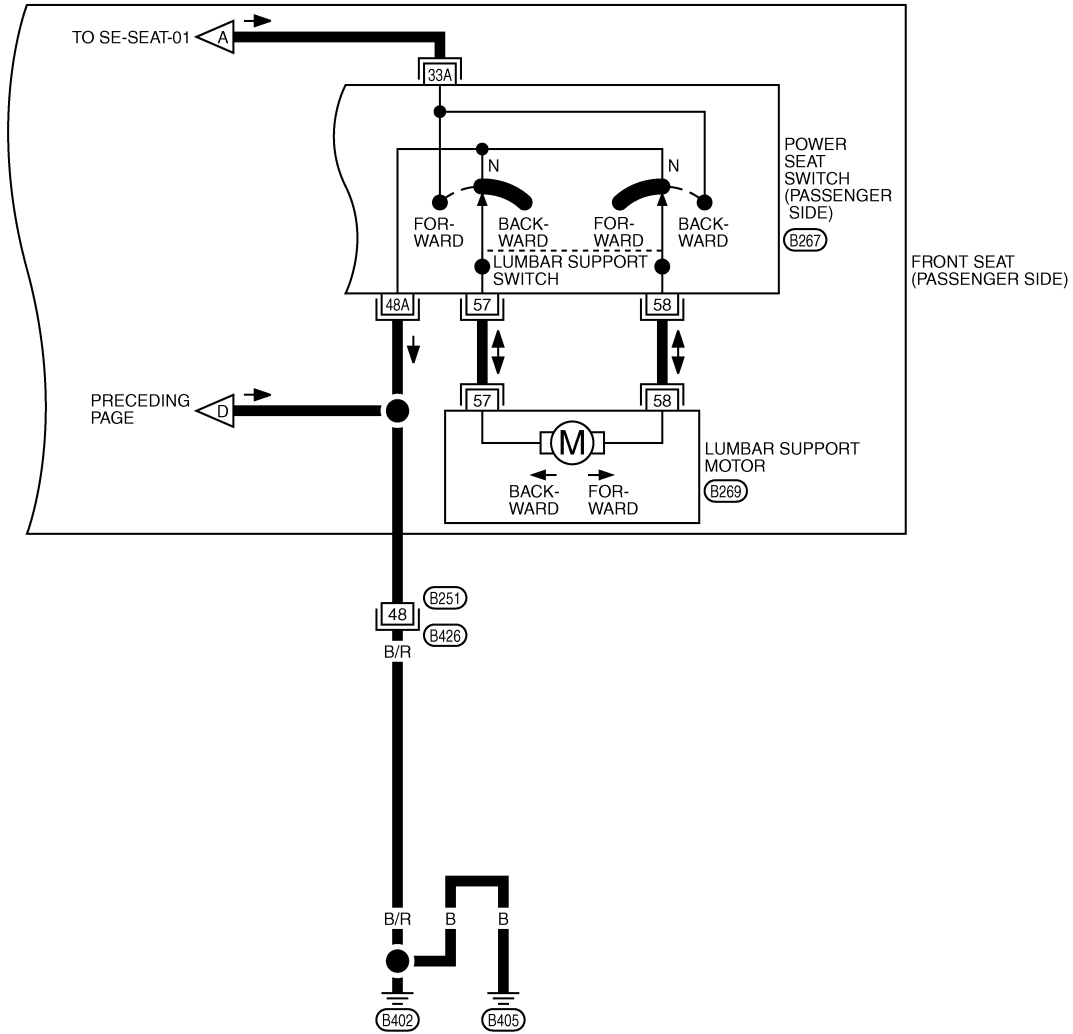 TO SE-SEAT-01
A
33A
POWER
SEAT
SWITCH
(PASSENGER
SIDE)
B267
N
N
FOR-
WARD
BACK-
WARD
FOR-
WARD
BACK-
WARD
LUMBAR SUPPORT
SWITCH
FRONT SEAT
(PASSENGER SIDE)
48A
57
58
PRECEDING
PAGE
D
57
58
M
BACK-
WARD
FOR-
WARD
LUMBAR SUPPORT
MOTOR
B269
48
B251
B426
B/R
B/R
B
B
B402
B405